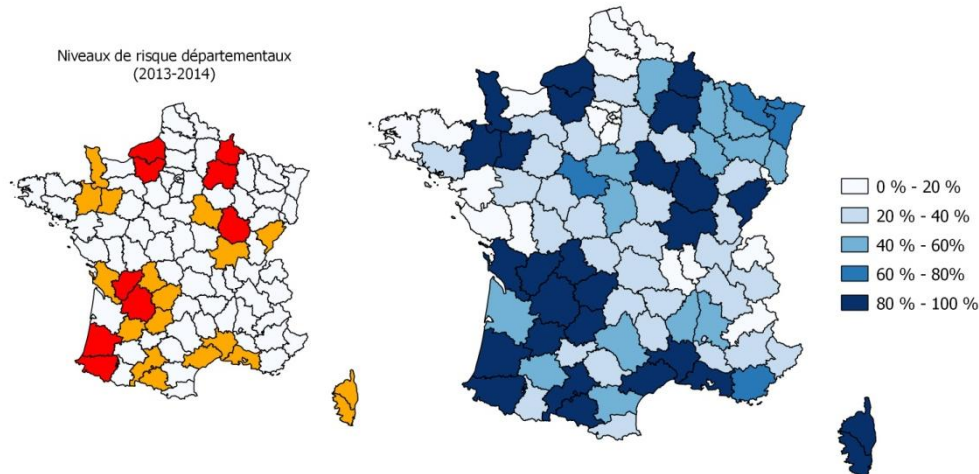 Niveaux de risque départementaux
(2013-2014)
0 % - 20 %
20 % - 40 %
40 % - 60%
60 % - 80%
80 % - 100 %